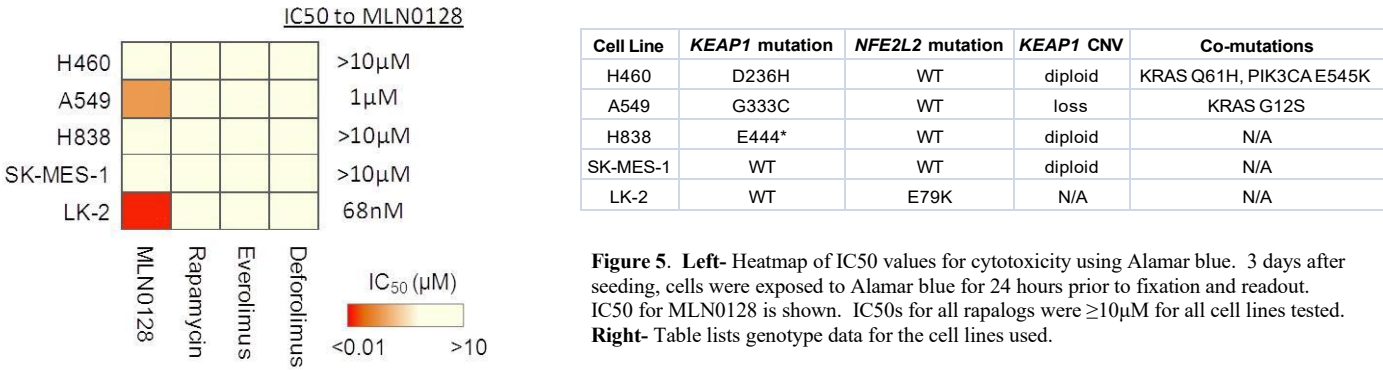 IC50 to MLN0128
H460 >10µM
A549 1µM
H838 >10µM
SK-MES-1 >10µM
LK-2 68nM
MLN0128
Rapamycin
Everolimus
Deforolimus
IC50 (µM)
<0.01 >10
Cell Line KEAP1 mutation NFE2L2 mutation KEAP1 CNV Co-mutations
H460 D236H WT diploid KRAS Q61H, PIK3CA E545K
A549 G333C WT loss KRAS G12S
H838 E444* WT diploid N/A
SK-MES-1 WT WT diploid N/A
LK-2 WT E79K N/A N/A
Figure 5. Left- Heatmap of IC50 values for cytotoxicity using Alamar blue. 3 days after
seeding, cells were exposed to Alamar blue for 24 hours prior to fixation and readout.
IC50 for MLN0128 is shown. IC50s for all rapalogs were ≥10µM for all cell lines tested.
Right- Table lists genotype data for the cell lines used.